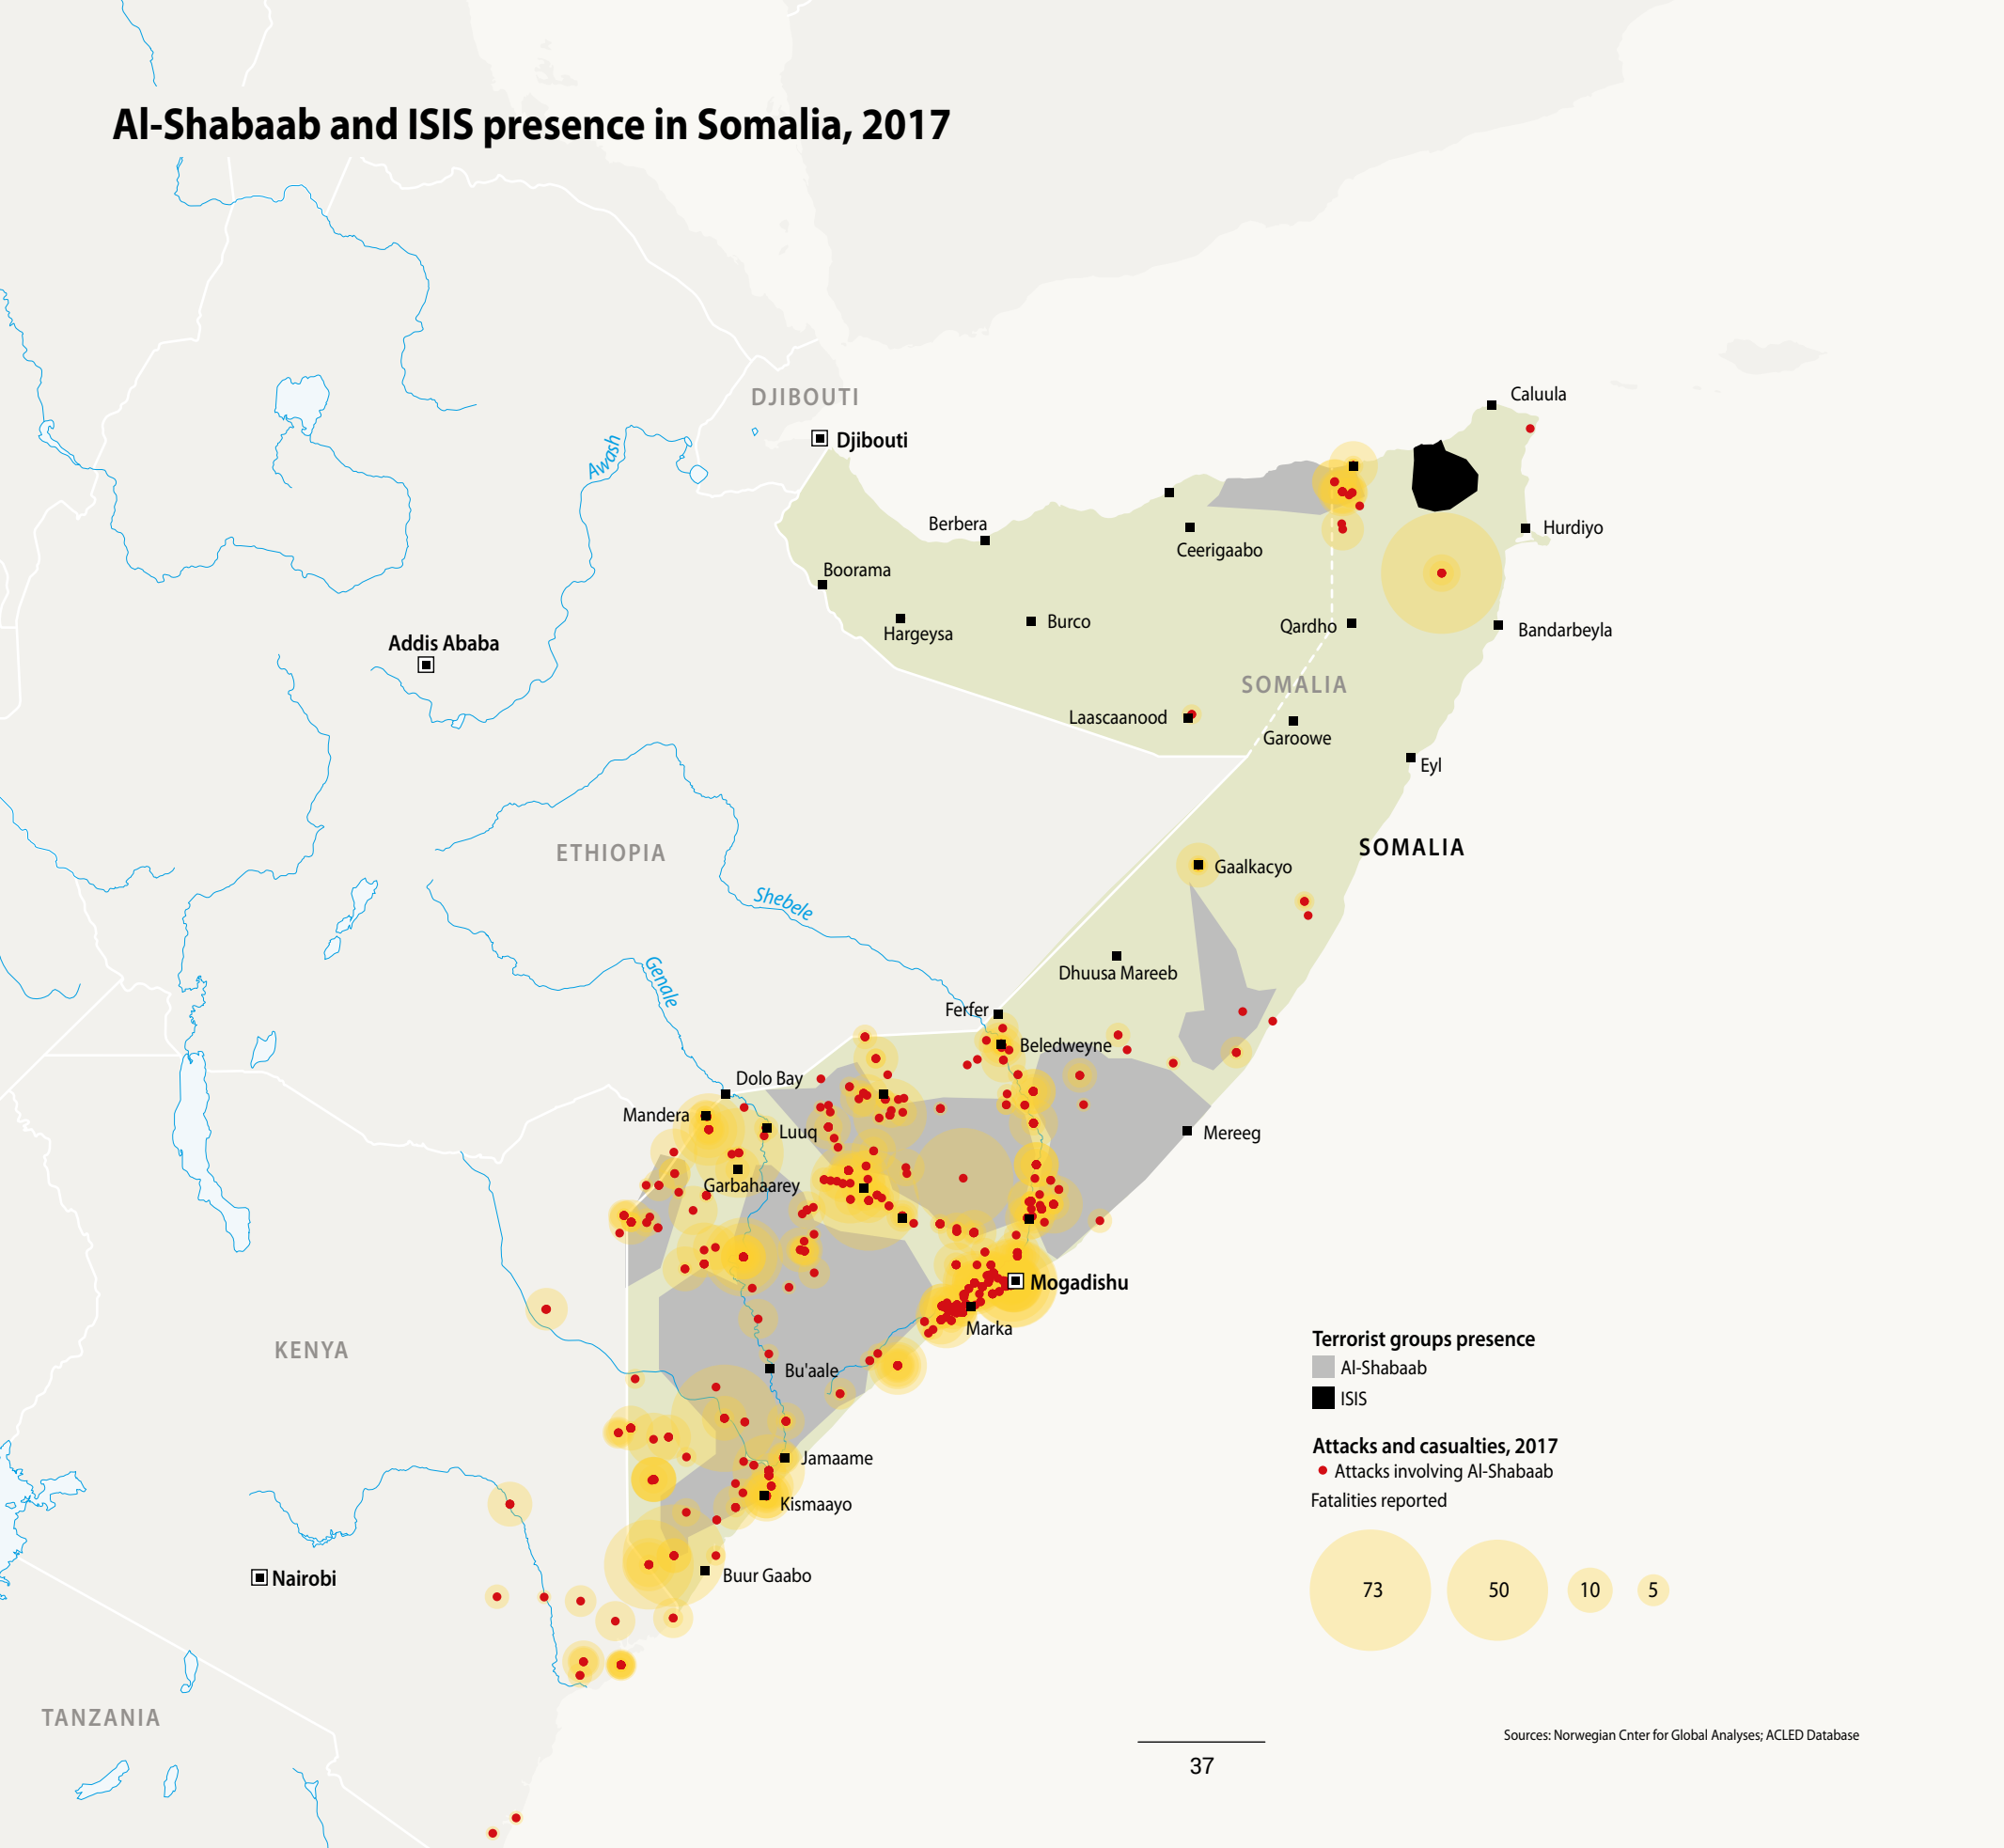 Al-Shabaab and ISIS presence in Somalia, 2017
DJIBOUTI
Djibouti
Caluula
Awash
Berbera
Hurdiyo
Ceerigaabo
Boorama
Hargeysa
Burco
Qardho
Bandarbeyla
Addis Ababa
SOMALIA
Laascaanood
Garoowe
Eyl
ETHIOPIA
SOMALIA
Gaalkacyo
Shebele
Genale
Dhuusa Mareeb
Ferfer
Beledweyne
Dolo Bay
Mandera
Luuq
Mereeg
Garbahaarey
Mogadishu
Marka
KENYA
Bu'aale
Jamaame
Kismaayo
Nairobi
Buur Gaabo
TANZANIA
Terrorist groups presence
Al-Shabaab
ISIS
Attacks and casualties, 2017
Attacks involving Al-Shabaab
Fatalities reported
73 50 10 5
Sources: Norwegian Cnter for Global Analyses; ACLED Database
37